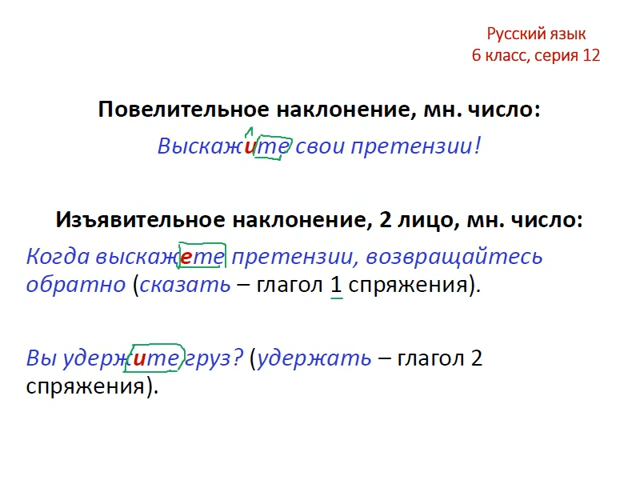 Русский язык
6 класс, серия 12
Повелительное наклонение, мн. число:
Выскажите свои претензии!
Изъявительное наклонение, 2 лицо, мн. число:
Когда выскажете претензии, возвращайтесь
обратно (сказать – глагол 1 спряжения).
Вы удержите груз? (удержать – глагол 2
спряжения).